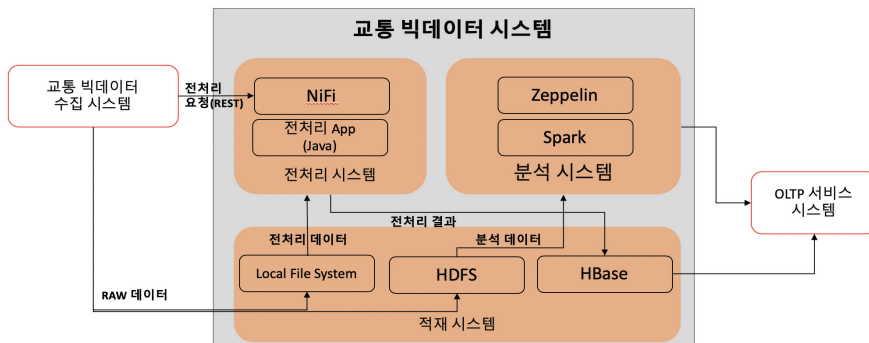 교통 빅데이터 시스템
교통 빅데이터
수집 시스템
전처리
요청(REST)
NiFi
전처리 App
(Java)
전처리 시스템
Zeppelin
Spark
분석 시스템
OLTP 서비스
시스템
전처리 결과
전처리 데이터
분석 데이터
Local File System
HDFS
HBase
RAW 데이터
적재 시스템